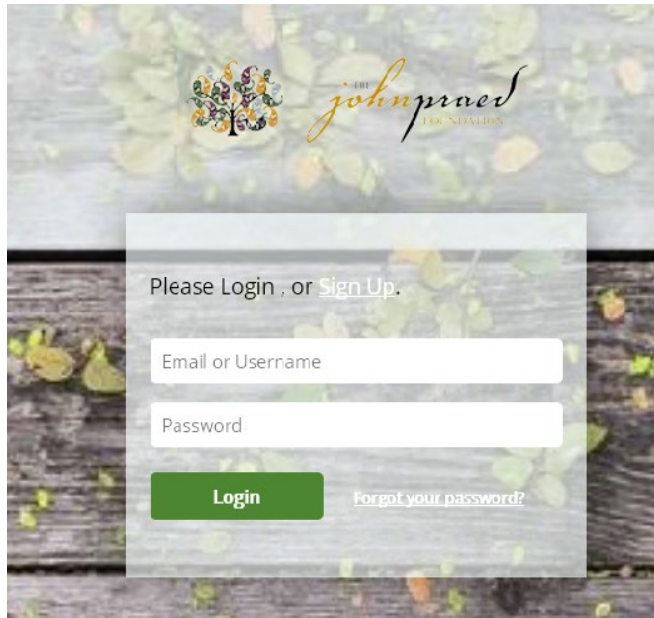 THE
johnpraed
FOUNDATION
Please Login , or Sign Up.
Email or Username
Password
Login
Forgot your password?